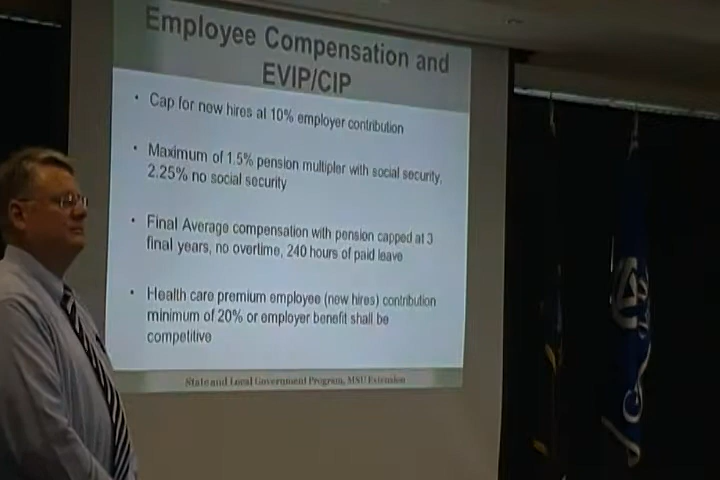 Employee Compensation and
EVIP/CIP
• Cap for new hires at 10% employer contribution
• Maximum of 1.5% pension multipler with social security,
2.25% no social security
• Final Average compensation with pension capped at 3
final years, no overtime, 240 hours of paid leave
• Health care premium employee (new hires) contribution
minimum of 20% or employer benefit shall be
competitive
State and Local Government Program, MSU Extension